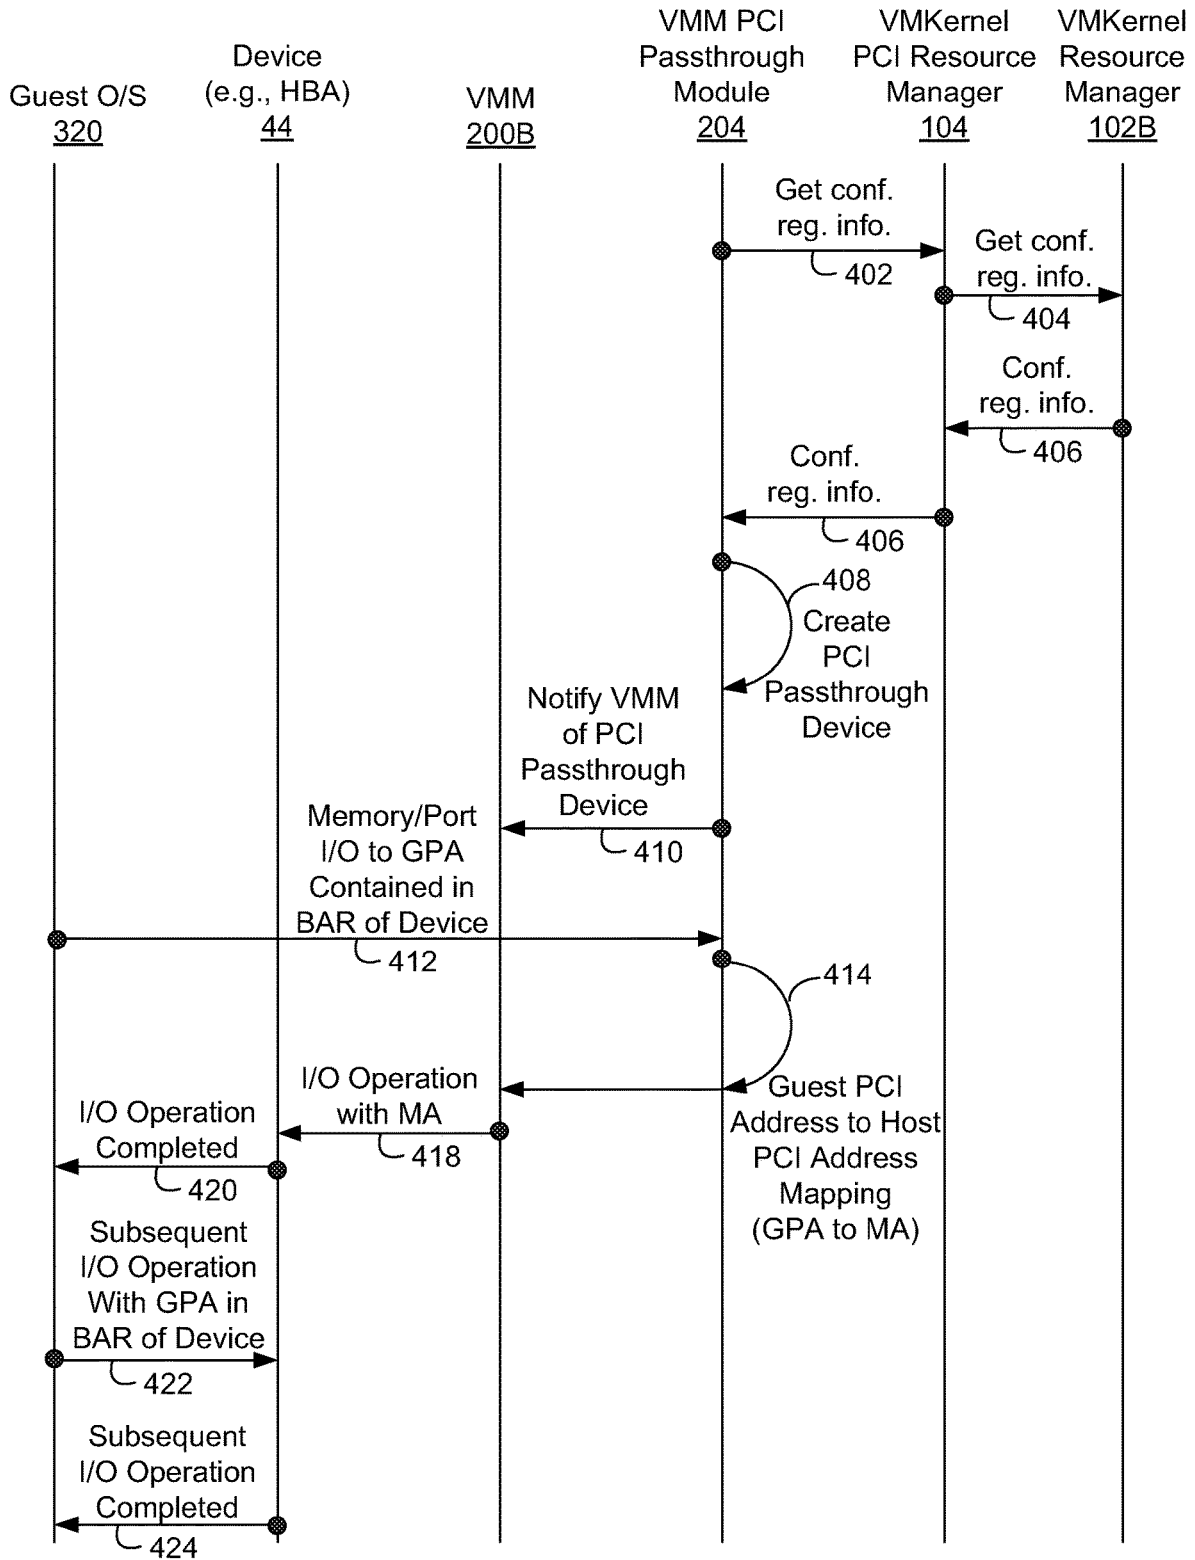 Guest O/S
320
Device
(e.g., HBA)
44
VMM
200B
VMM PCI
Passthrough
Module
204
VMKernel
PCI Resource
Manager
104
VMKernel
Resource
Manager
102B
Get conf.
reg. info.
402
Get conf.
reg. info.
404
Conf.
reg. info.
406
Conf.
reg. info.
406
408
Create
PCI
Passthrough
Device
Notify VMM
of PCI
Passthrough
Device
410
Memory/Port
I/O to GPA
Contained in
BAR of Device
412
414
Guest PCI
Address to Host
PCI Address
Mapping
(GPA to MA)
I/O Operation
with MA
418
I/O Operation
Completed
420
Subsequent
I/O Operation
With GPA in
BAR of Device
422
Subsequent
I/O Operation
Completed
424